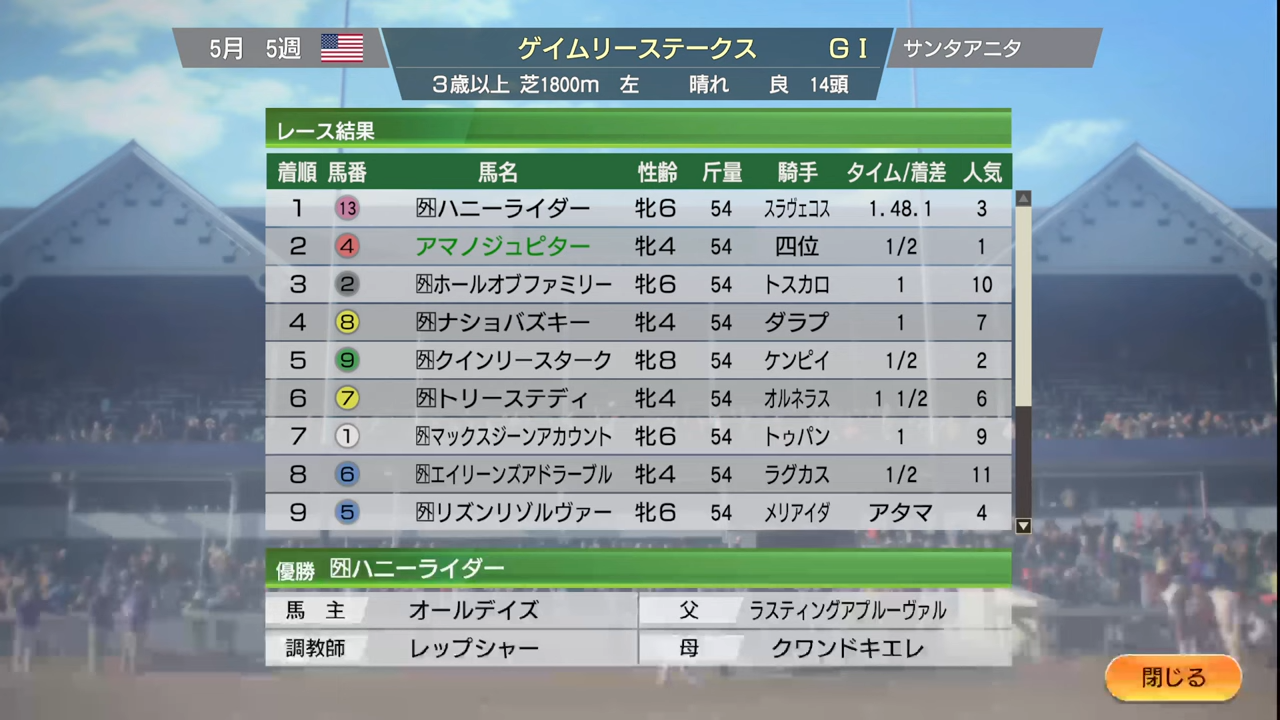 5月 5週 ゲイムリーステークス GⅠ サンタアニタ
3歳以上 芝1800m 左 晴れ 良 14頭
レース結果
着順 馬番 馬名 性齢 斤量 騎手 タイム/着差 人気
1 13 外ハニーライダー 牝6 54 スラヴェコス 1.48.1 3
2 4 アマノジュピター 牝4 54 四位 1/2 1
3 2 外ホールオブファミリー 牝6 54 トスカロ 1 10
4 8 外ナショバズキー 牝4 54 ダラプ 1 7
5 9 外クインリースターク 牝8 54 ケンピイ 1/2 2
6 7 外トリーステディ 牝4 54 オルネラス 1 1/2 6
7 1 外マックスジーンアカウント 牝6 54 トゥパン 1 9
8 6 外エイリーンズアドラーブル 牝4 54 ラグカス 1/2 11
9 5 外リズンリゾルヴァー 牝6 54 メリアイダ アタマ 4
優勝 外ハニーライダー
馬主 オールデイズ 父 ラスティングアプルーヴァル
調教師 レップシャー 母 クワンドキエレ
閉じる